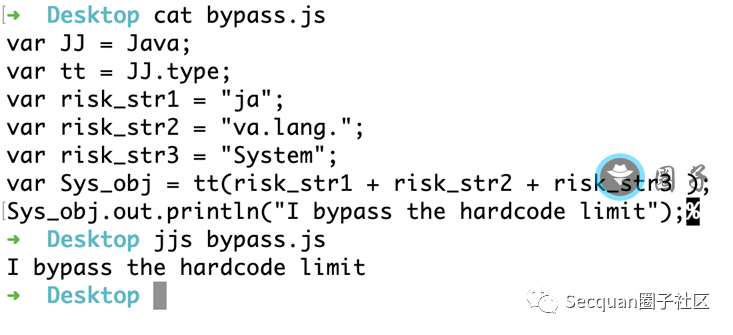 ➜ Desktop cat bypass.js
var JJ = Java;
var tt = JJ.type;
var risk_str1 = "ja";
var risk_str2 = "va.lang.";
var risk_str3 = "System";
var Sys_obj = tt(risk_str1 + risk_str2 + risk_str3 );
Sys_obj.out.println("I bypass the hardcode limit");%
➜ Desktop jjs bypass.js
I bypass the hardcode limit
➜ Desktop
圈子
Secquan圈子社区